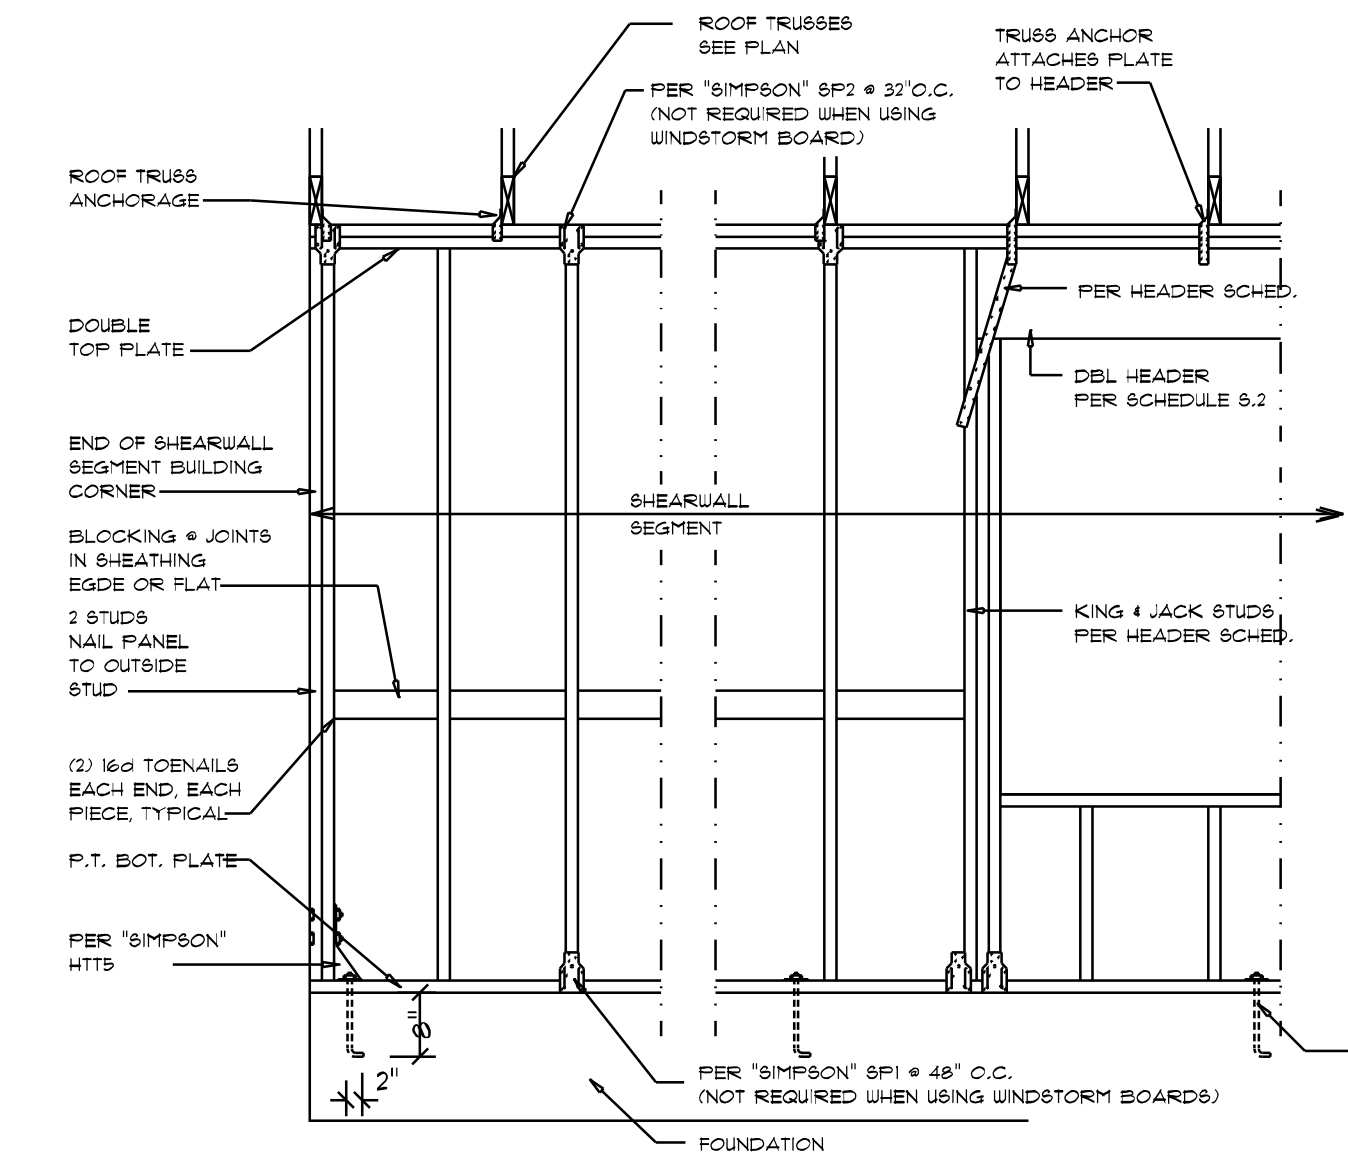 ROOF TRUSSES
SEE PLAN
TRUSS ANCHOR
ATTACHES PLATE
TO HEADER
PER "SIMPSON" SP2 @ 32"O.C.
(NOT REQUIRED WHEN USING
WINDSTORM BOARD)
ROOF TRUSS
ANCHORAGE
PER HEADER SCHED.
DOUBLE
TOP PLATE
DBL HEADER
PER SCHEDULE S.2
END OF SHEARWALL
SEGMENT BUILDING
CORNER
SHEARWALL
SEGMENT
BLOCKING @ JOINTS
IN SHEATHING
EGDE OR FLAT
2 STUDS
NAIL PANEL
TO OUTSIDE
STUD
KING & JACK STUDS
PER HEADER SCHED.
(2) 16d TOENAILS
EACH END, EACH
PIECE, TYPICAL
P.T. BOT. PLATE
PER "SIMPSON"
HTT5
8"
2"
PER "SIMPSON" SP1 @ 48" O.C.
(NOT REQUIRED WHEN USING WINDSTORM BOARDS)
FOUNDATION